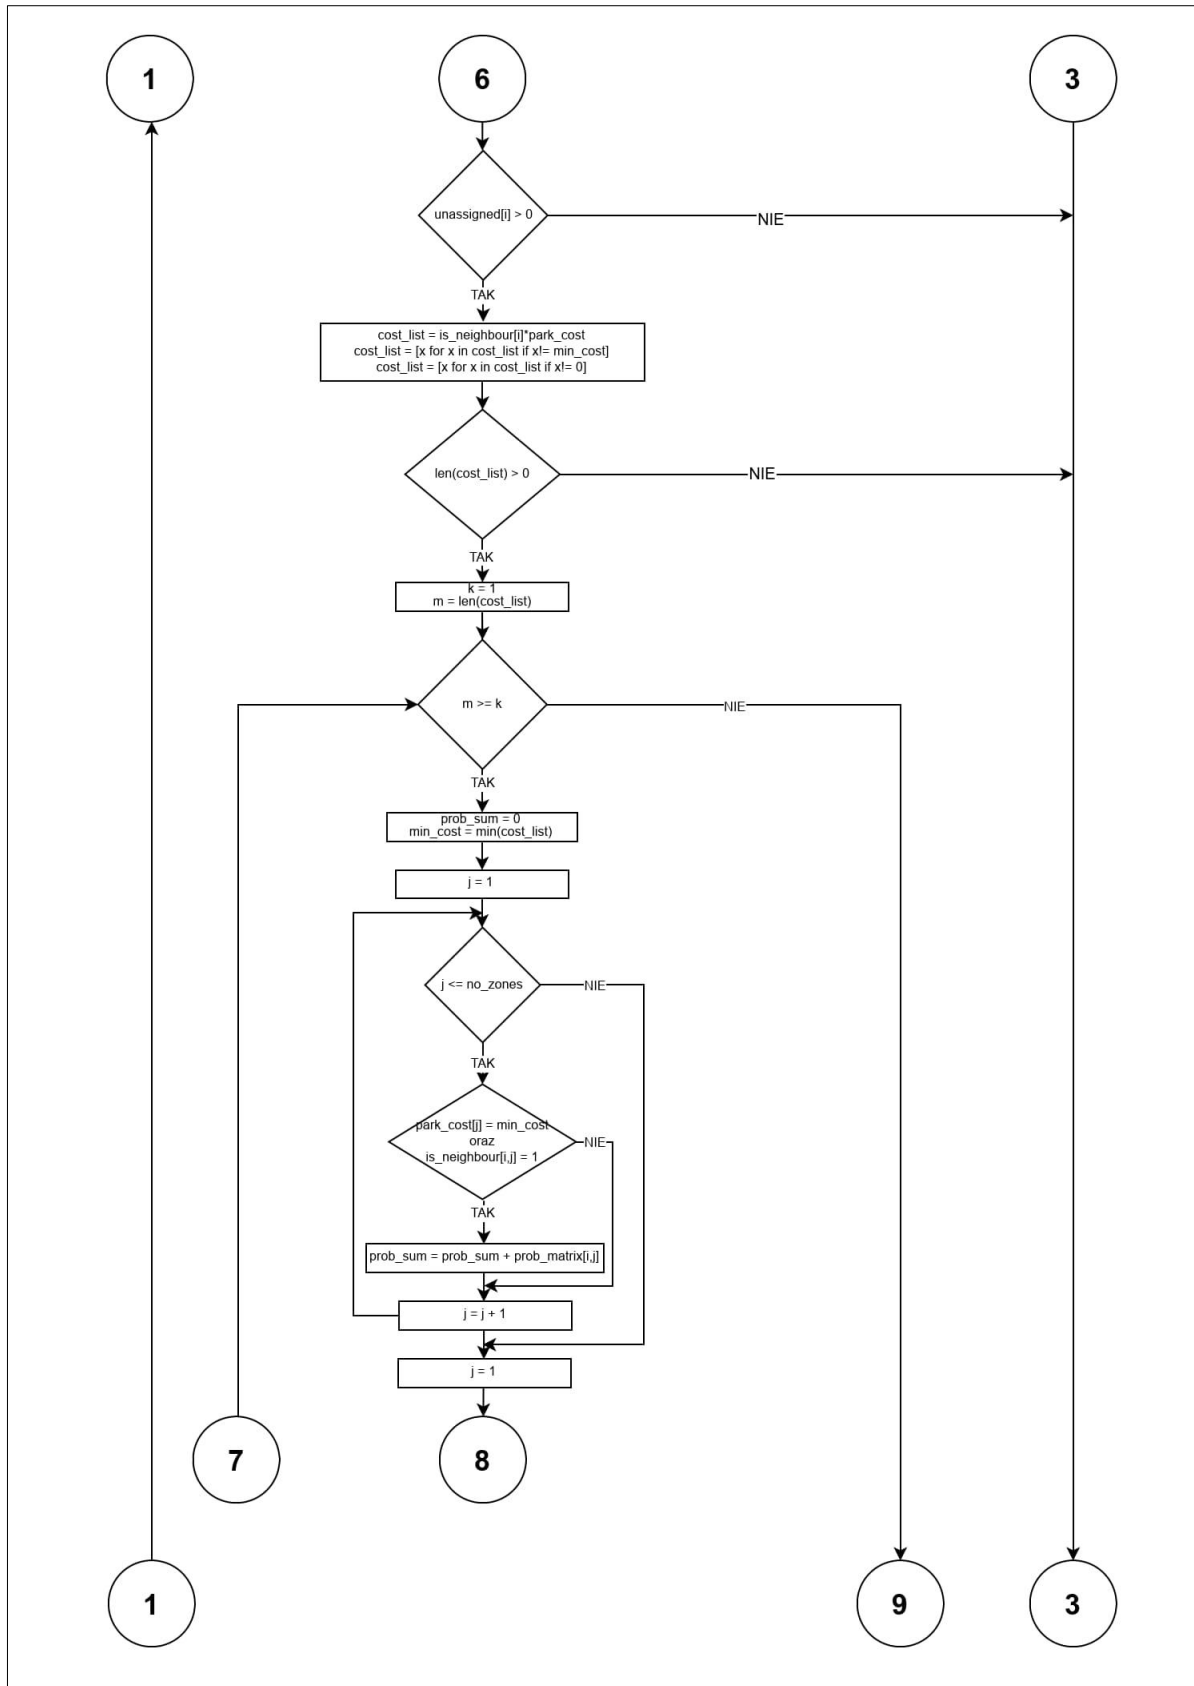 1
6
3
unassigned[i] > 0
NIE
TAK
cost_list = is_neighbour[i]*park_cost
cost_list = [x for x in cost_list if x!= min_cost]
cost_list = [x for x in cost_list if x!= 0]
len(cost_list) > 0
NIE
TAK
k = 1
m = len(cost_list)
m >= k
NIE
TAK
prob_sum = 0
min_cost = min(cost_list)
j = 1
j <= no_zones
NIE
TAK
park_cost[j] = min_cost
oraz
is_neighbour[i,j] = 1
NIE
TAK
prob_sum = prob_sum + prob_matrix[i,j]
j = j + 1
j = 1
7
8
1
9
3